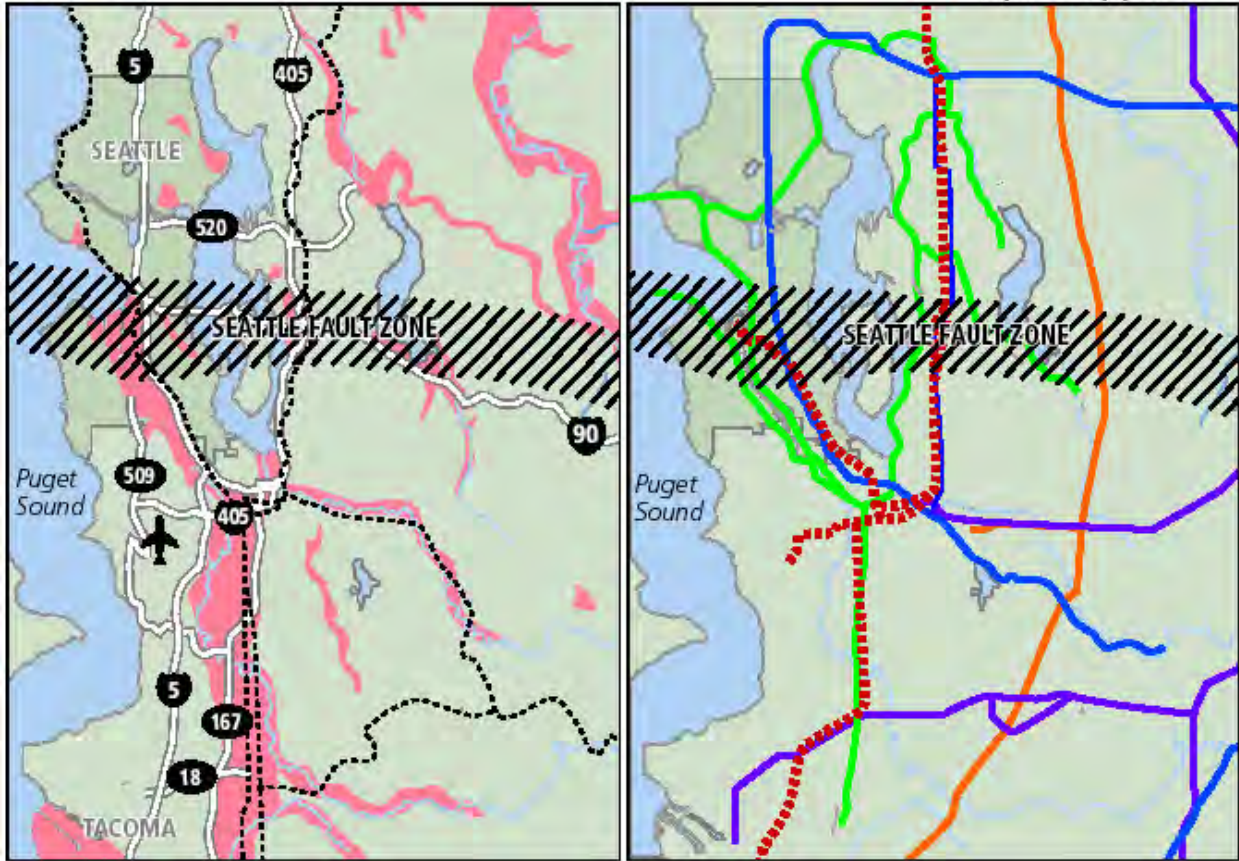 5
405
SEATTLE
520
SEATTLE FAULT ZONE
90
509
Puget
Sound
405
5
167
18
TACOMA
SEATTLE FAULT ZONE
Puget
Sound